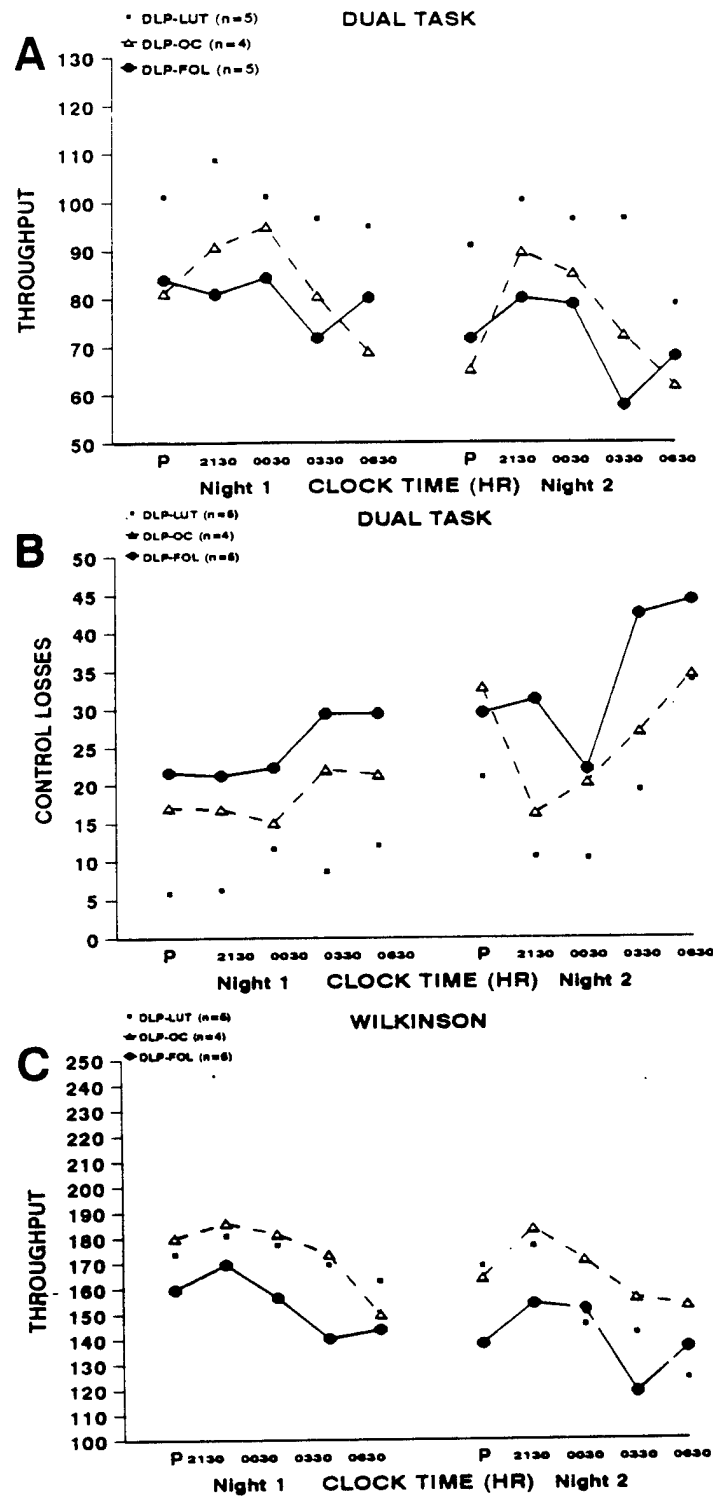 DLP-LUT (n=5)
DUAL TASK
A
DLP-OC (n=4)
DLP-FOL (n=5)
130
120
110
100
90
80
70
60
50
THROUGHPUT
P 2130 0030 0330 0630 P 2130 0030 0330 0630
Night 1 CLOCK TIME (HR) Night 2
DLP-LUT (n=5)
DUAL TASK
B
DLP-OC (n=4)
DLP-FOL (n=5)
50
45
40
35
30
25
20
15
10
5
0
CONTROL LOSSES
P 2130 0030 0330 0630 P 2130 0030 0330 0630
Night 1 CLOCK TIME (HR) Night 2
DLP-LUT (n=5)
WILKINSON
C
DLP-OC (n=4)
DLP-FOL (n=5)
250
240
230
220
210
200
190
180
170
160
150
140
130
120
110
100
THROUGHPUT
P 2130 0030 0330 0630 P 2130 0030 0330 0630
Night 1 CLOCK TIME (HR) Night 2